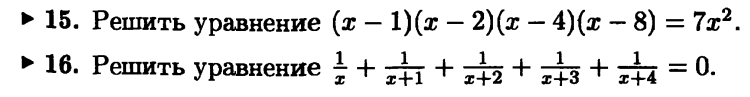 ▸ 15. Решить уравнение (x − 1)(x − 2)(x − 4)(x − 8) = 7x².
▸ 16. Решить уравнение 1/x + 1/(x+1) + 1/(x+2) + 1/(x+3) + 1/(x+4) = 0.